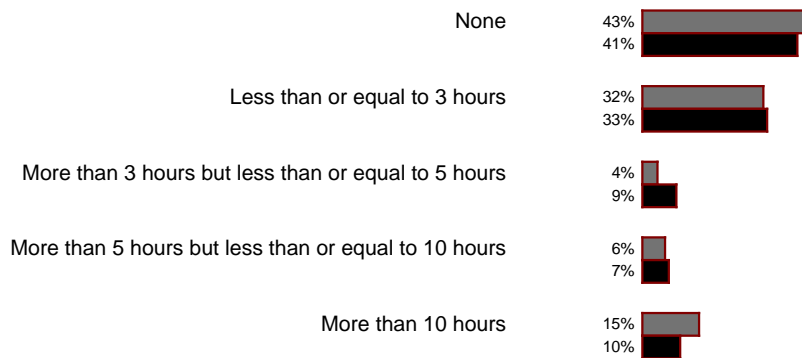 None
43%
41%
Less than or equal to 3 hours
32%
33%
More than 3 hours but less than or equal to 5 hours
4%
9%
More than 5 hours but less than or equal to 10 hours
6%
7%
More than 10 hours
15%
10%